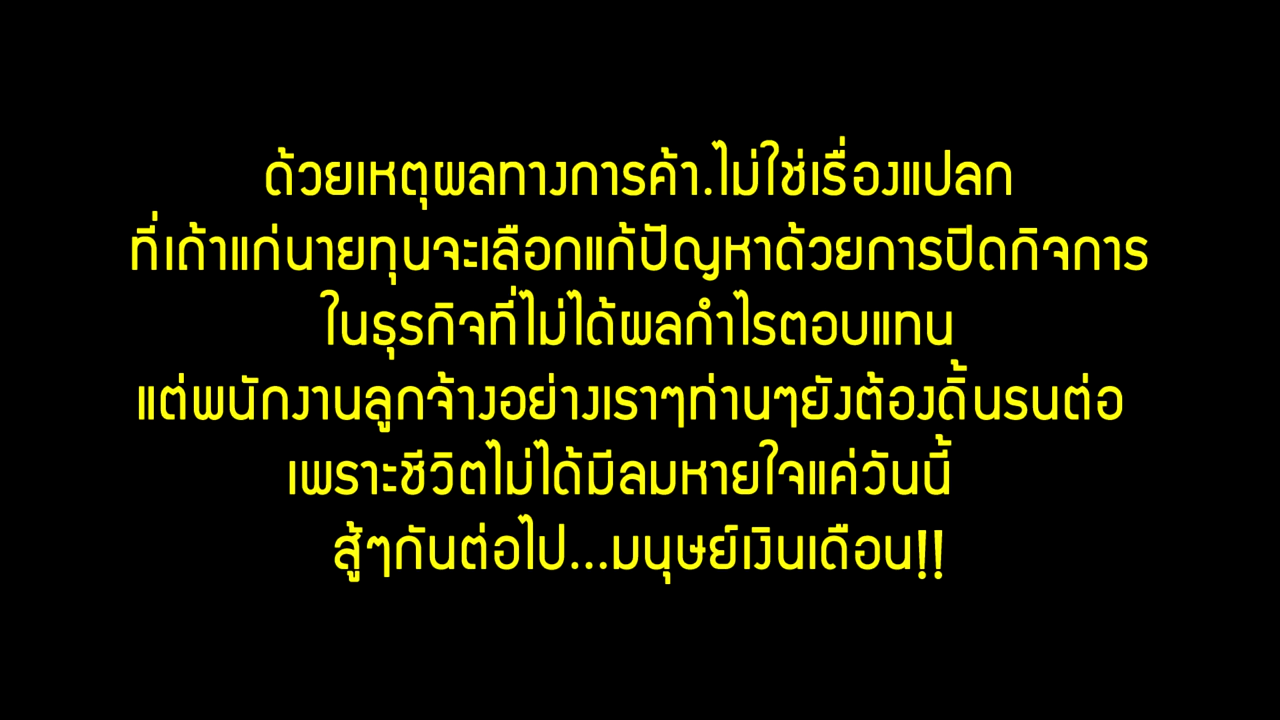 ด้วยเหตุผลทางการค้า.ไม่ใช่เรื่องแปลก
ที่เถ้าแก่นายทุนจะเลือกแก้ปัญหาด้วยการปิดกิจการ
ในธุรกิจที่ไม่ได้ผลกำไรตอบแทน
แต่พนักงานลูกจ้างอย่างเราๆท่านๆยังต้องดิ้นรนต่อ
เพราะชีวิตไม่ได้มีลมหายใจแค่วันนี้
สู้ๆกันต่อไป...มนุษย์เงินเดือน!!